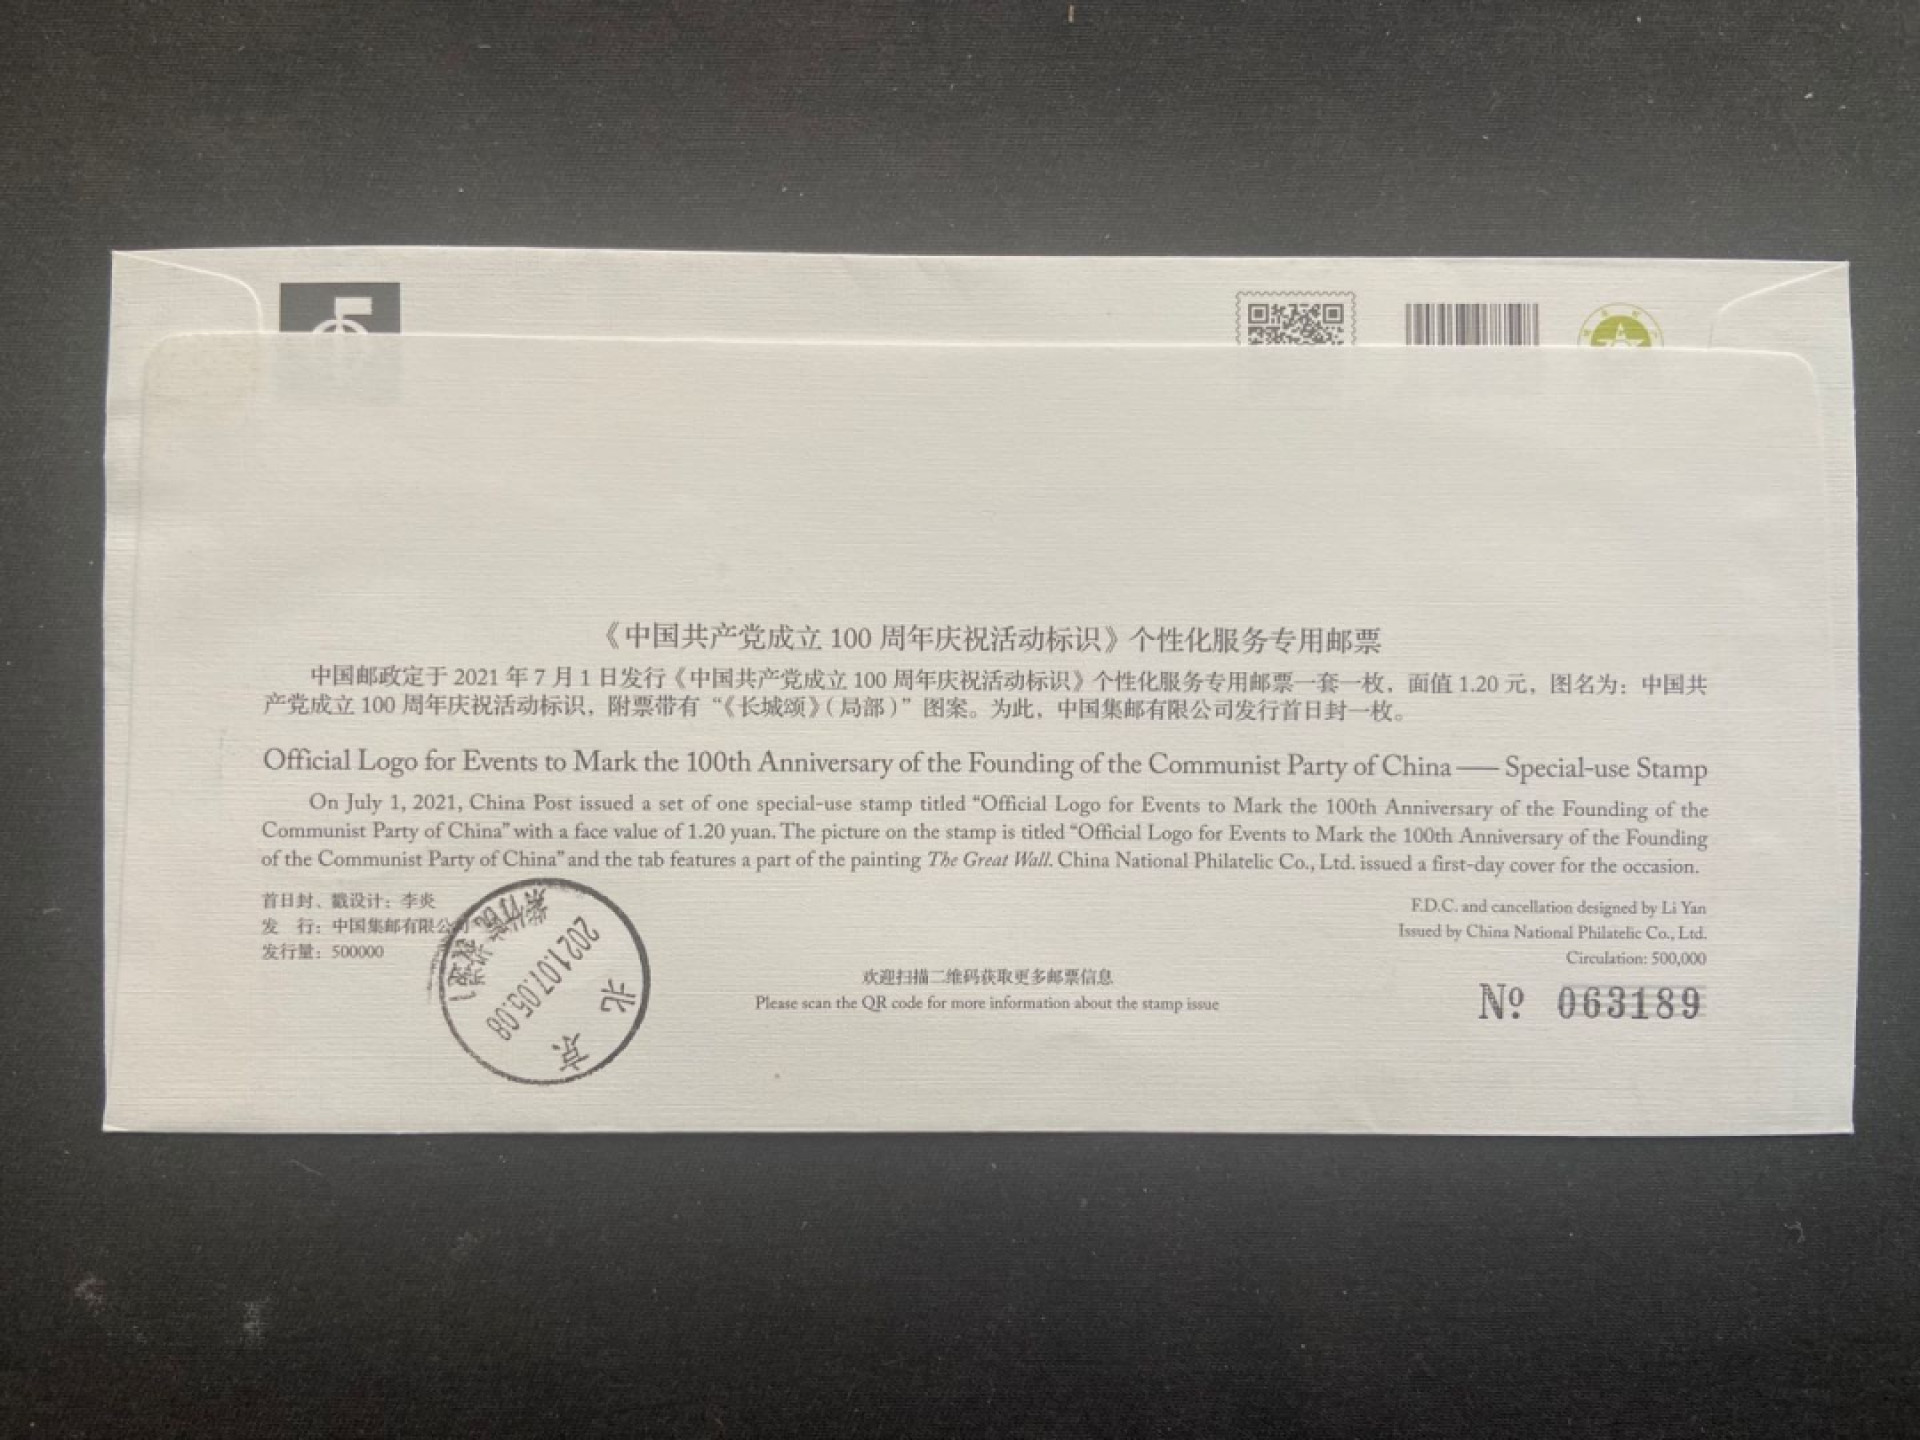 《中国共产党成立 100 周年庆祝活动标识》个性化服务专用邮票
中国邮政定于 2021 年 7 月 1 日发行《中国共产党成立 100 周年庆祝活动标识》个性化服务专用邮票一套一枚，面值 1.20 元，图名为：中国共
产党成立 100 周年庆祝活动标识，附票带有“《长城颂》（局部）”图案。为此，中国集邮有限公司发行首日封一枚。
Official Logo for Events to Mark the 100th Anniversary of the Founding of the Communist Party of China —— Special-use Stamp
On July 1, 2021, China Post issued a set of one special-use stamp titled “Official Logo for Events to Mark the 100th Anniversary of the Founding of the
Communist Party of China” with a face value of 1.20 yuan. The picture on the stamp is titled “Official Logo for Events to Mark the 100th Anniversary of the Founding
of the Communist Party of China” and the tab features a part of the painting The Great Wall. China National Philatelic Co., Ltd. issued a first-day cover for the occasion.
首日封、戳设计：李炎
发　行：中国集邮有限公司
发行量：500000
F.D.C. and cancellation designed by Li Yan
Issued by China National Philatelic Co., Ltd.
Circulation: 500,000
欢迎扫描二维码获取更多邮票信息
Please scan the QR code for more information about the stamp issue
№ 063189
北京
2021.07.05.08